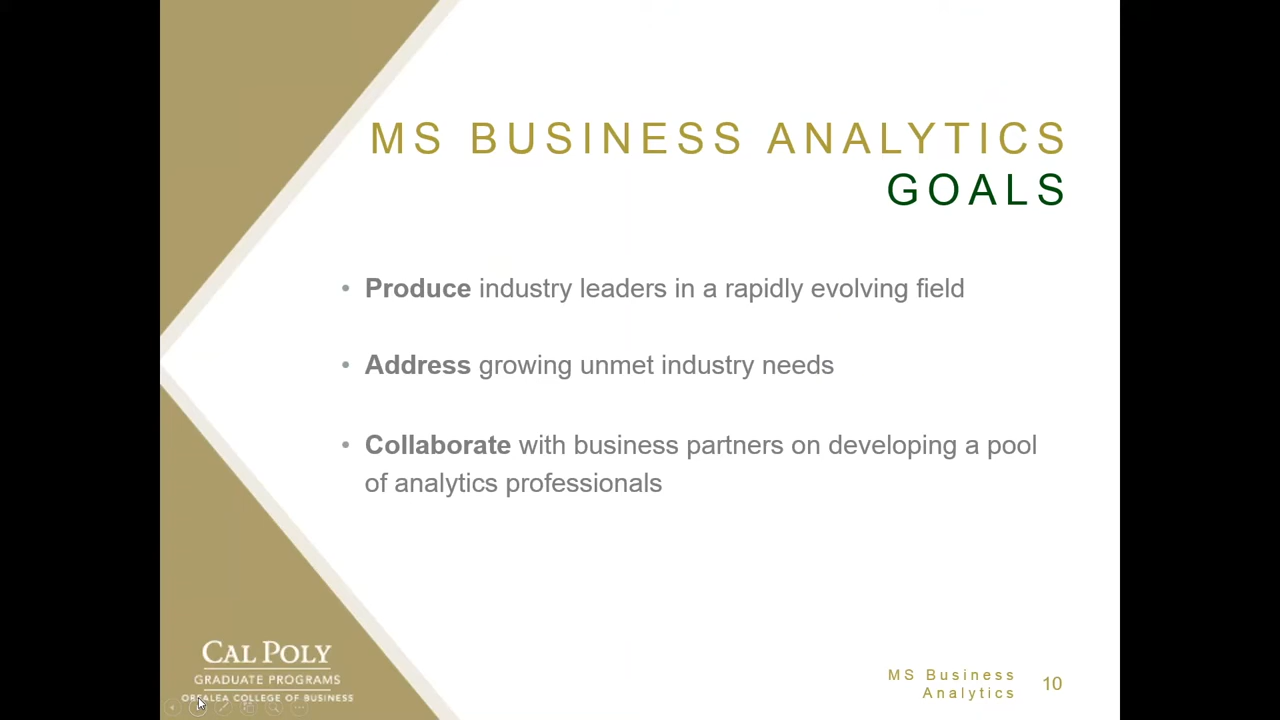 MS BUSINESS ANALYTICS
GOALS
• Produce industry leaders in a rapidly evolving field
• Address growing unmet industry needs
• Collaborate with business partners on developing a pool
of analytics professionals
CAL POLY
GRADUATE PROGRAMS
ORFALEA COLLEGE OF BUSINESS
MS Business
Analytics
10